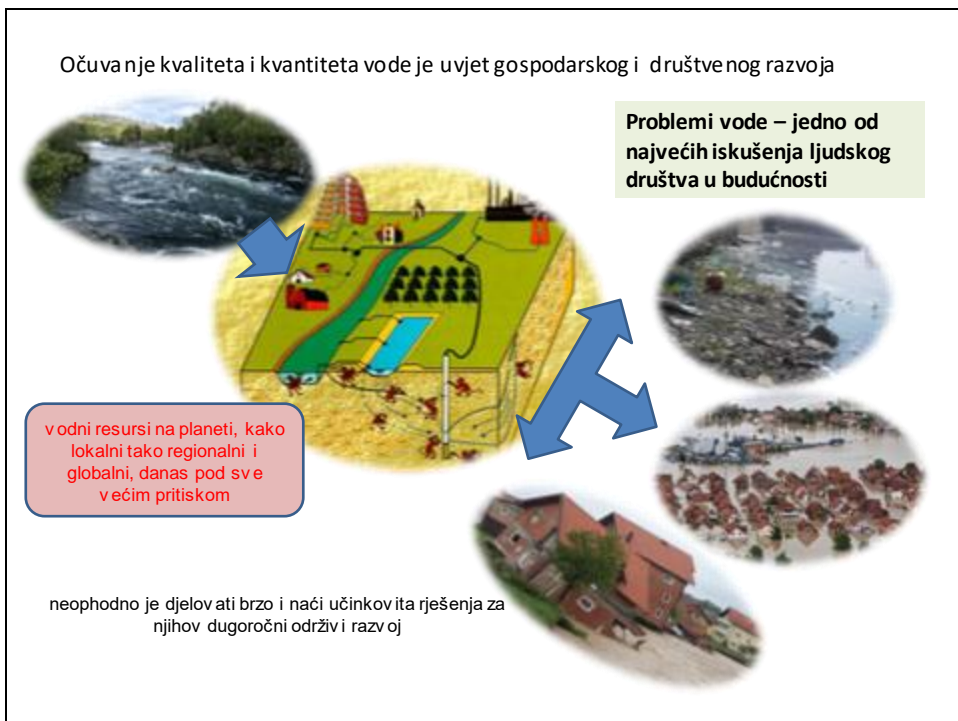 Očuvanje kvaliteta i kvantiteta vode je uvjet gospodarskog i društvenog razvoja
Problemi vode – jedno od
najvećih iskušenja ljudskog
društva u budućnosti
vodni resursi na planeti, kako
lokalni tako regionalni i
globalni, danas pod sve
većim pritiskom
neophodno je djelovati brzo i naći učinkovita rješenja za
njihov dugoročni održivi razvoj